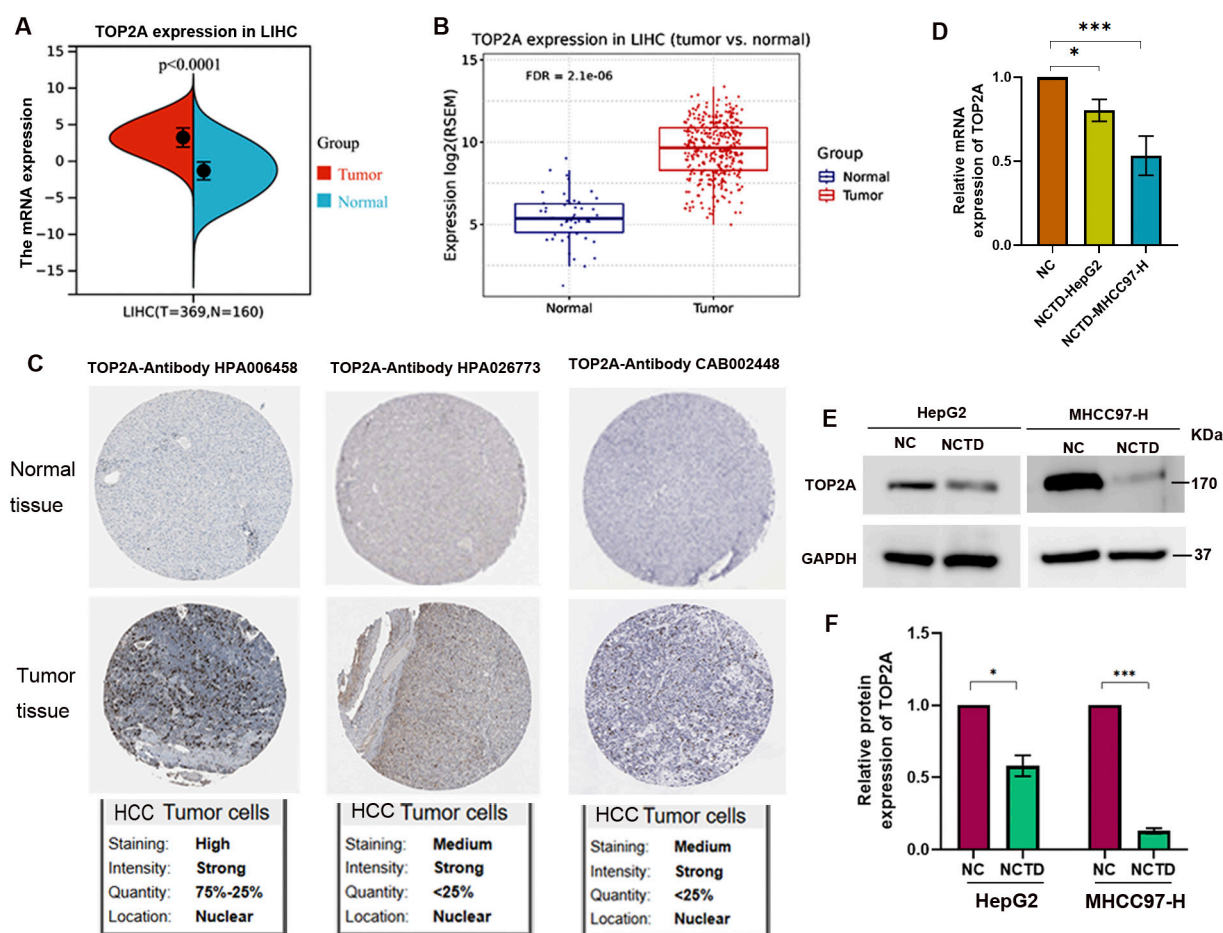 A
TOP2A expression in LIHC
p<0.0001
The mRNA expression
10
5
0
−5
−10
−15
15
LIHC(T=369,N=160)
Group
Tumor
Normal
B
TOP2A expression in LIHC (tumor vs. normal)
FDR = 2.1e-06
Expression log2(RSEM)
15
10
5
Normal
Tumor
Group
Normal
Tumor
D
***
*
Relative mRNA
expression of TOP2A
1.0
0.5
0.0
NC
NCTD-HepG2
NCTD-MHCC97-H
C
TOP2A-Antibody HPA006458
TOP2A-Antibody HPA026773
TOP2A-Antibody CAB002448
Normal
tissue
Tumor
tissue
HCC Tumor cells
Staining: High
Intensity: Strong
Quantity: 75%-25%
Location: Nuclear
HCC Tumor cells
Staining: Medium
Intensity: Strong
Quantity: <25%
Location: Nuclear
HCC Tumor cells
Staining: Medium
Intensity: Strong
Quantity: <25%
Location: Nuclear
E
HepG2
MHCC97-H
KDa
NC NCTD
NC NCTD
TOP2A
170
GAPDH
37
F
Relative protein
expression of TOP2A
1.5
1.0
0.5
0.0
*
***
NC NCTD
NC NCTD
HepG2
MHCC97-H